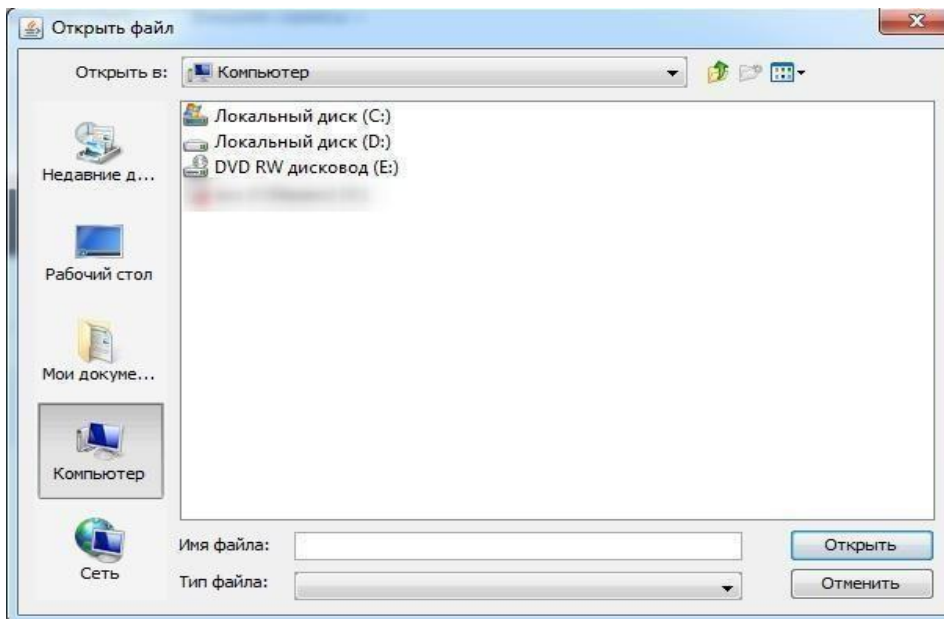 Открыть файл
Открыть в:
Компьютер
Локальный диск (C:)
Локальный диск (D:)
DVD RW дисковод (E:)
Недавние д...
Рабочий стол
Мои докуме...
Компьютер
Сеть
Имя файла:
Открыть
Тип файла:
Отменить